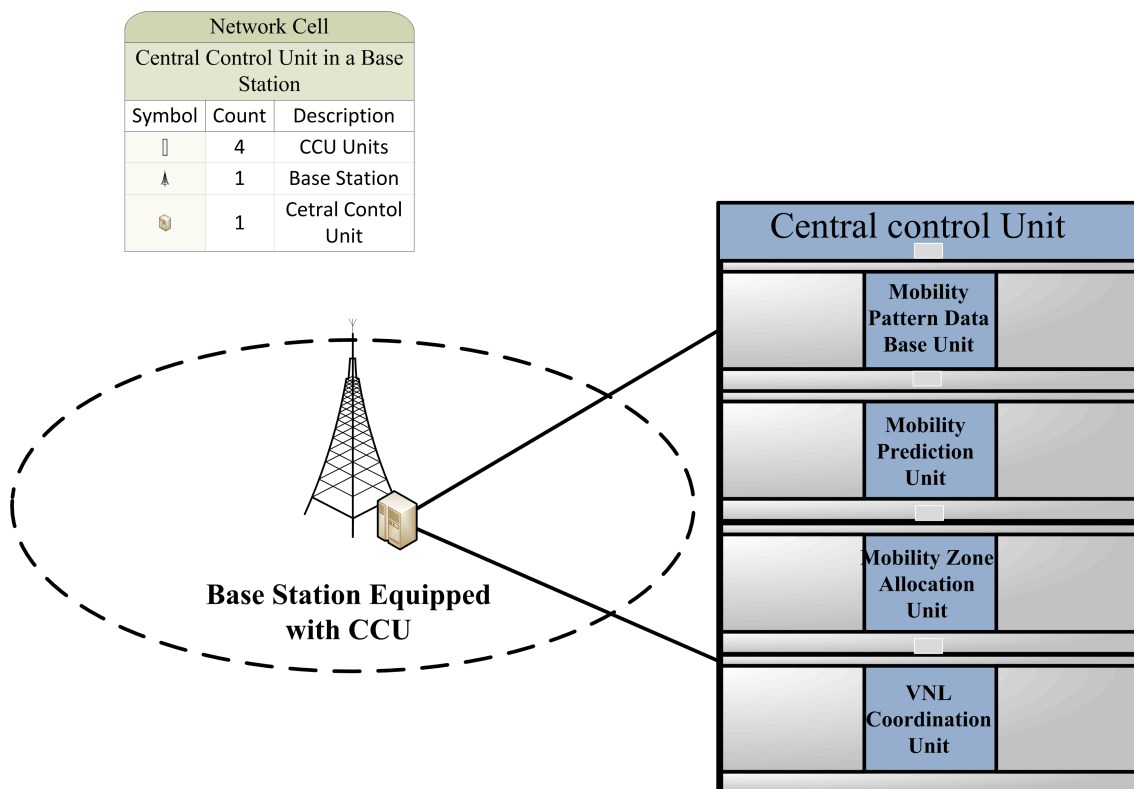 Network Cell
Central Control Unit in a Base
Station
Symbol Count Description
4 CCU Units
1 Base Station
1 Cetral Contol
Unit
Central control Unit
Mobility
Pattern Data
Base Unit
Mobility
Prediction
Unit
Mobility Zone
Allocation
Unit
VNL
Coordination
Unit
Base Station Equipped
with CCU